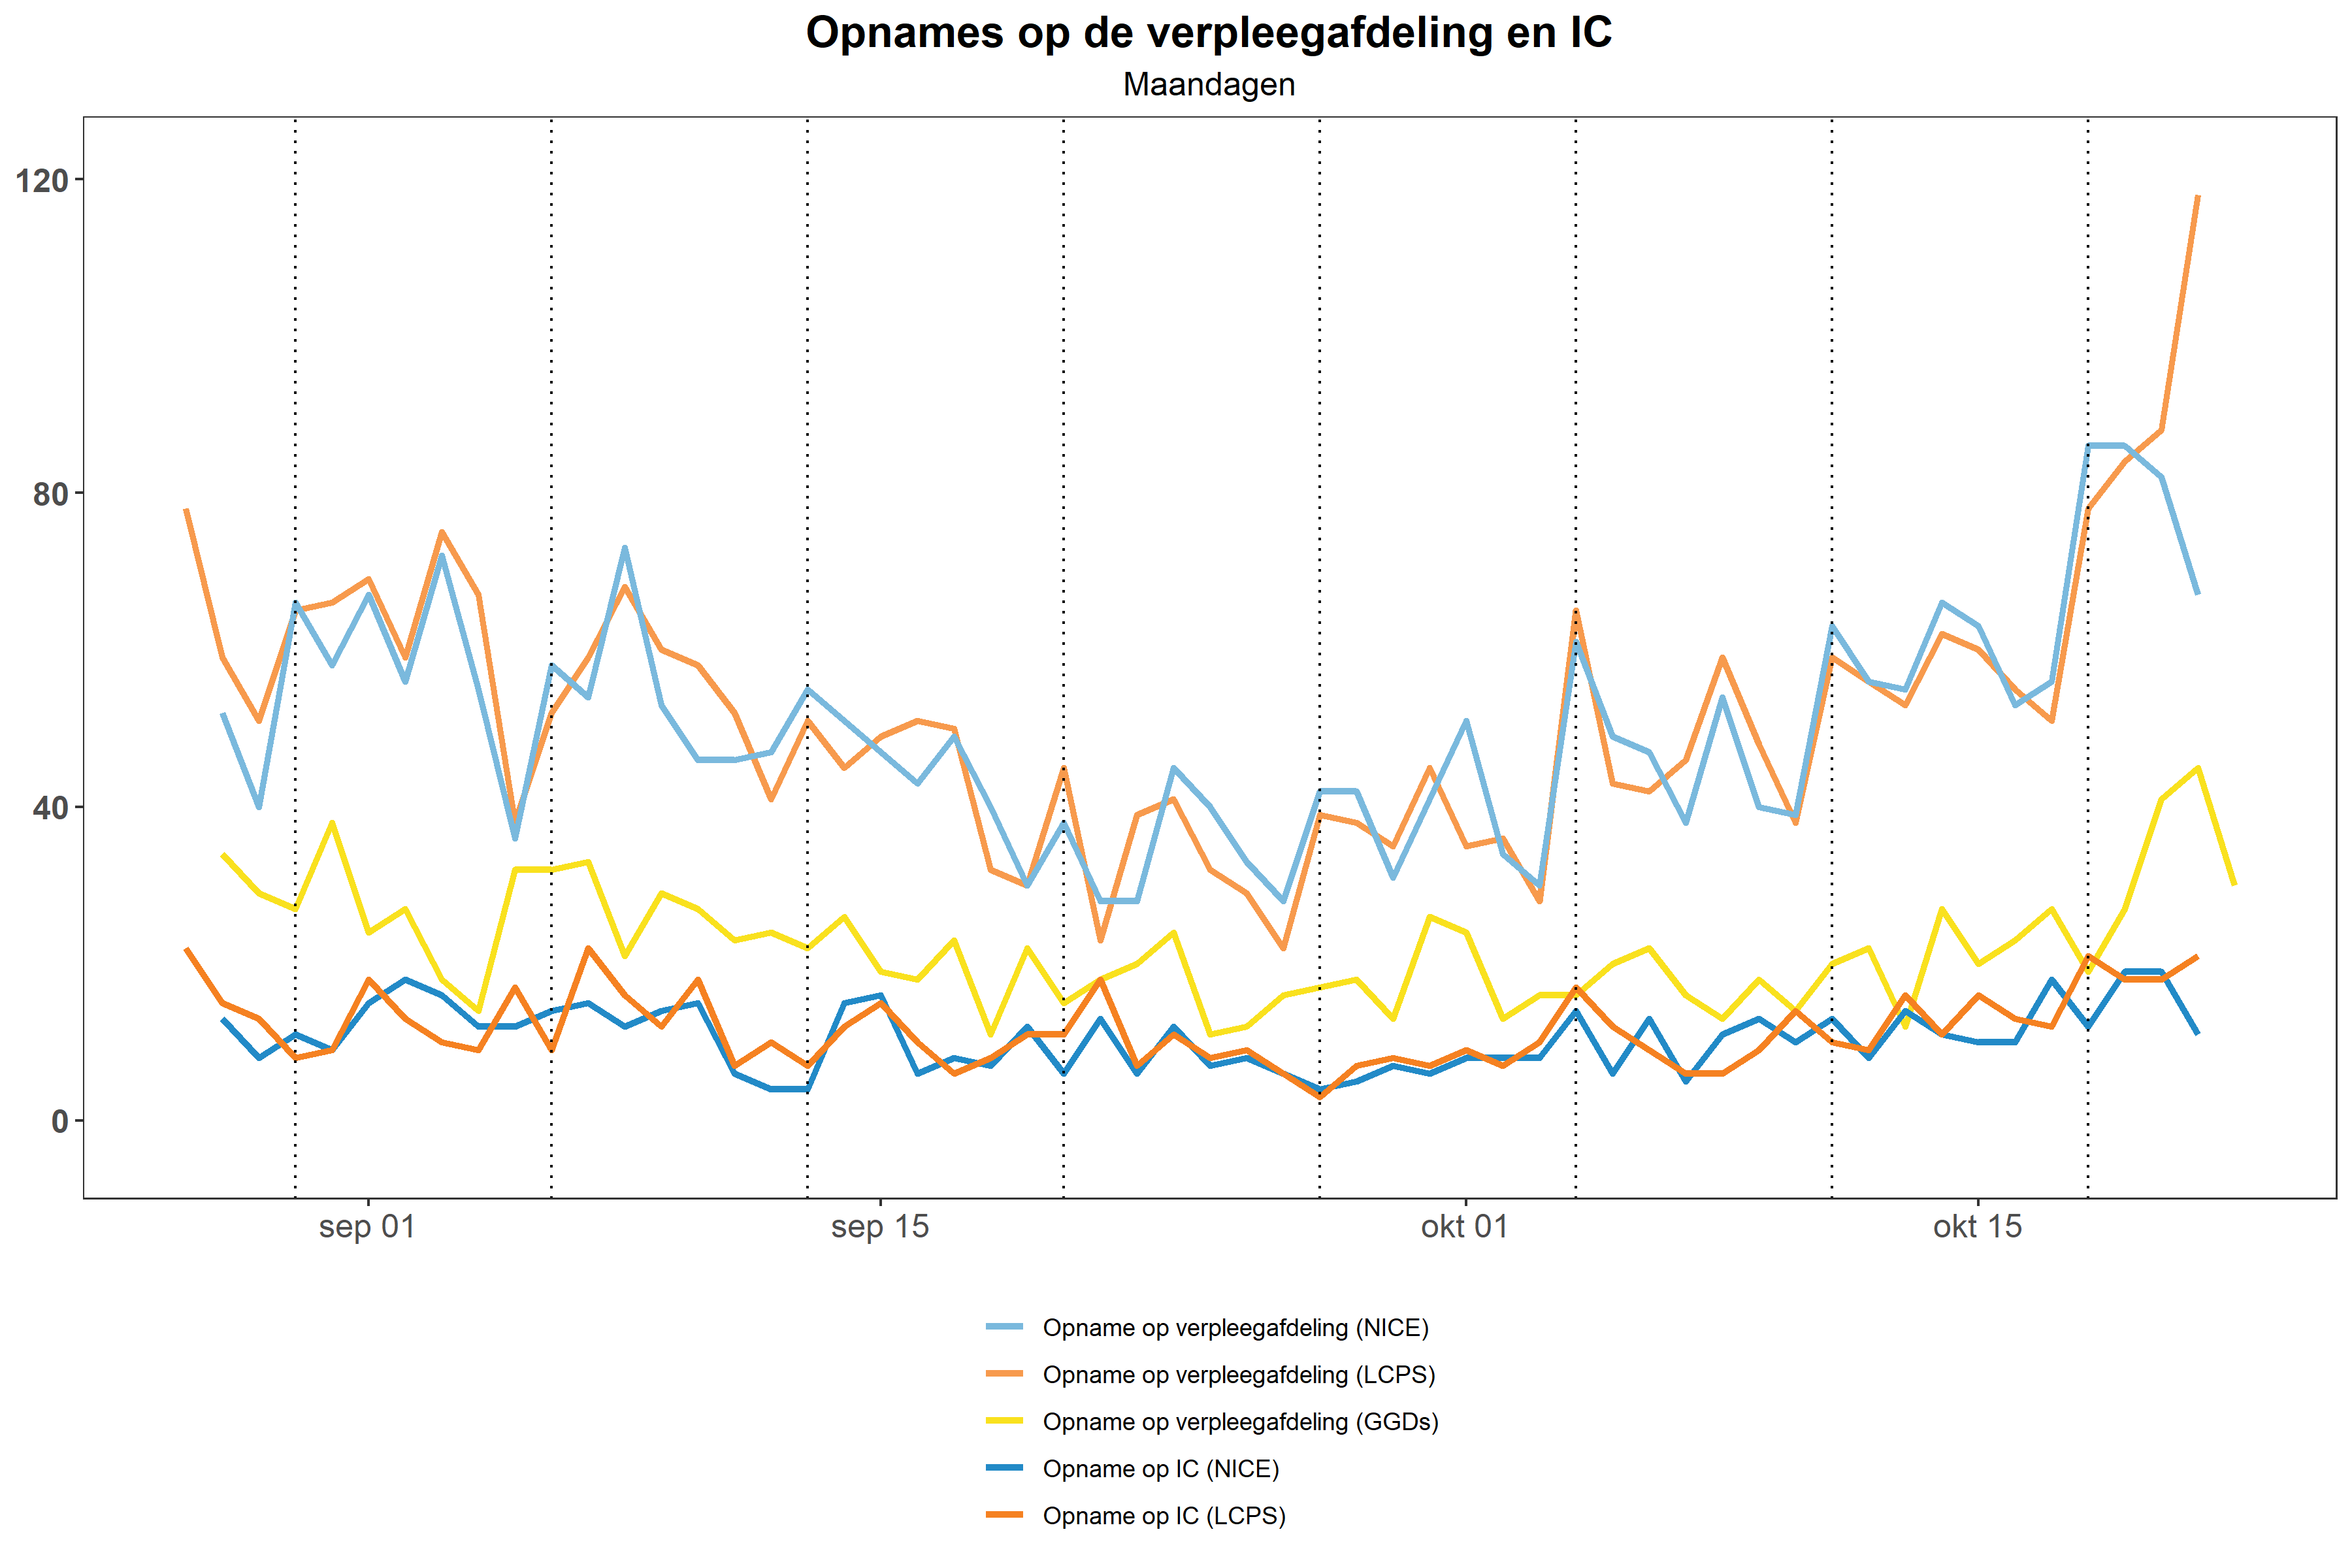 Opnames op de verpleegafdeling en IC
Maandagen
120
80
40
0
sep 01 sep 15 okt 01 okt 15
Opname op verpleegafdeling (NICE)
Opname op verpleegafdeling (LCPS)
Opname op verpleegafdeling (GGDs)
Opname op IC (NICE)
Opname op IC (LCPS)